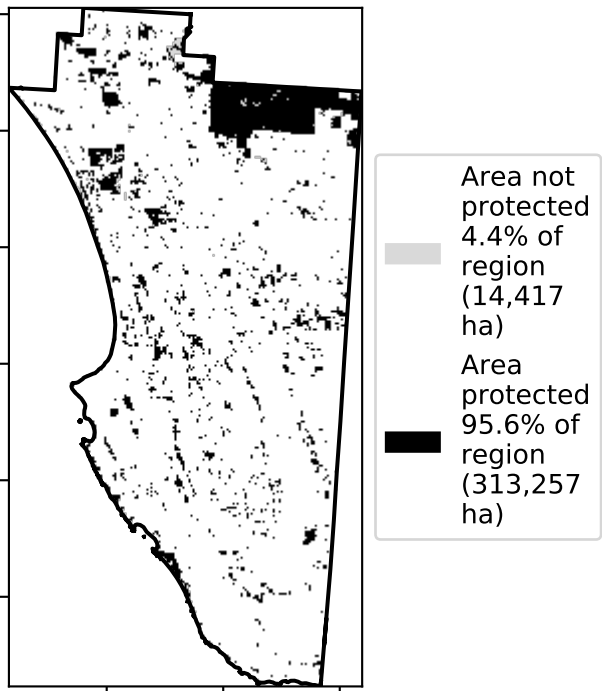 Area not
protected
4.4% of
region
(14,417
ha)
Area
protected
95.6% of
region
(313,257
ha)